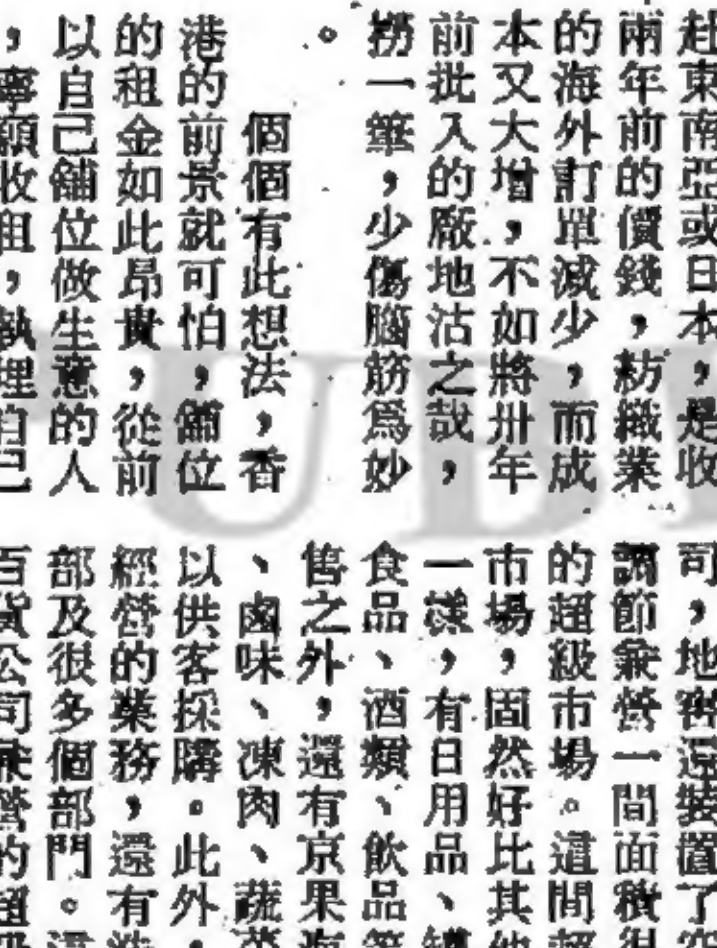 赴東南亞或日本，是收
兩年前的價錢，紡織業
的海外訂單減少，而成
本又大增，不如將卅年
前批入的厰地沽之哉，
撈一筆，少傷腦筋爲妙
。
個個有此想法，香
港的前景就可怕，舖位
的租金如此昂貴，從前
以自己舖位做生意的人
，寧願收租，執埋自己
司，地窖還裝置了
調節兼營一間面積很
的超級市場。這間超
市場，固然好比其他
一樣，有日用品、罐
食品、酒類、飲品等
售之外，還有京果海
、鹵味、凍肉、蔬菜
以供客採購。此外，
經營的業務，還有
部及很多個部門。這
百貨公司兼營的超
PUBL